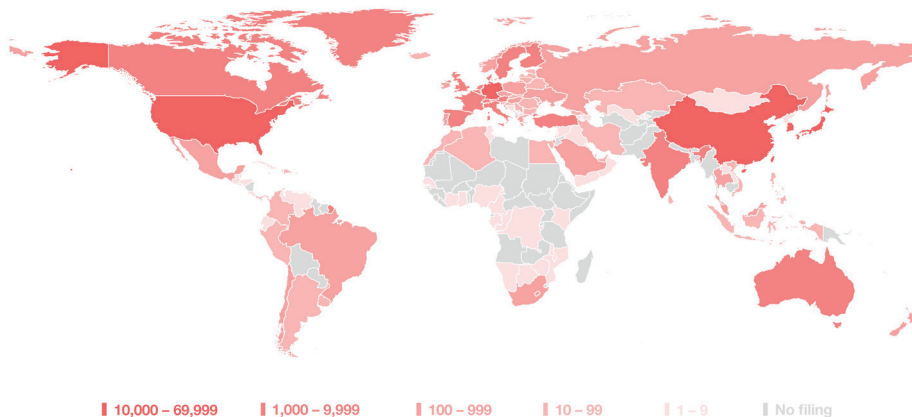 10,000 – 69,999 1,000 – 9,999 100 – 999 10 – 99 1 – 9 No filing